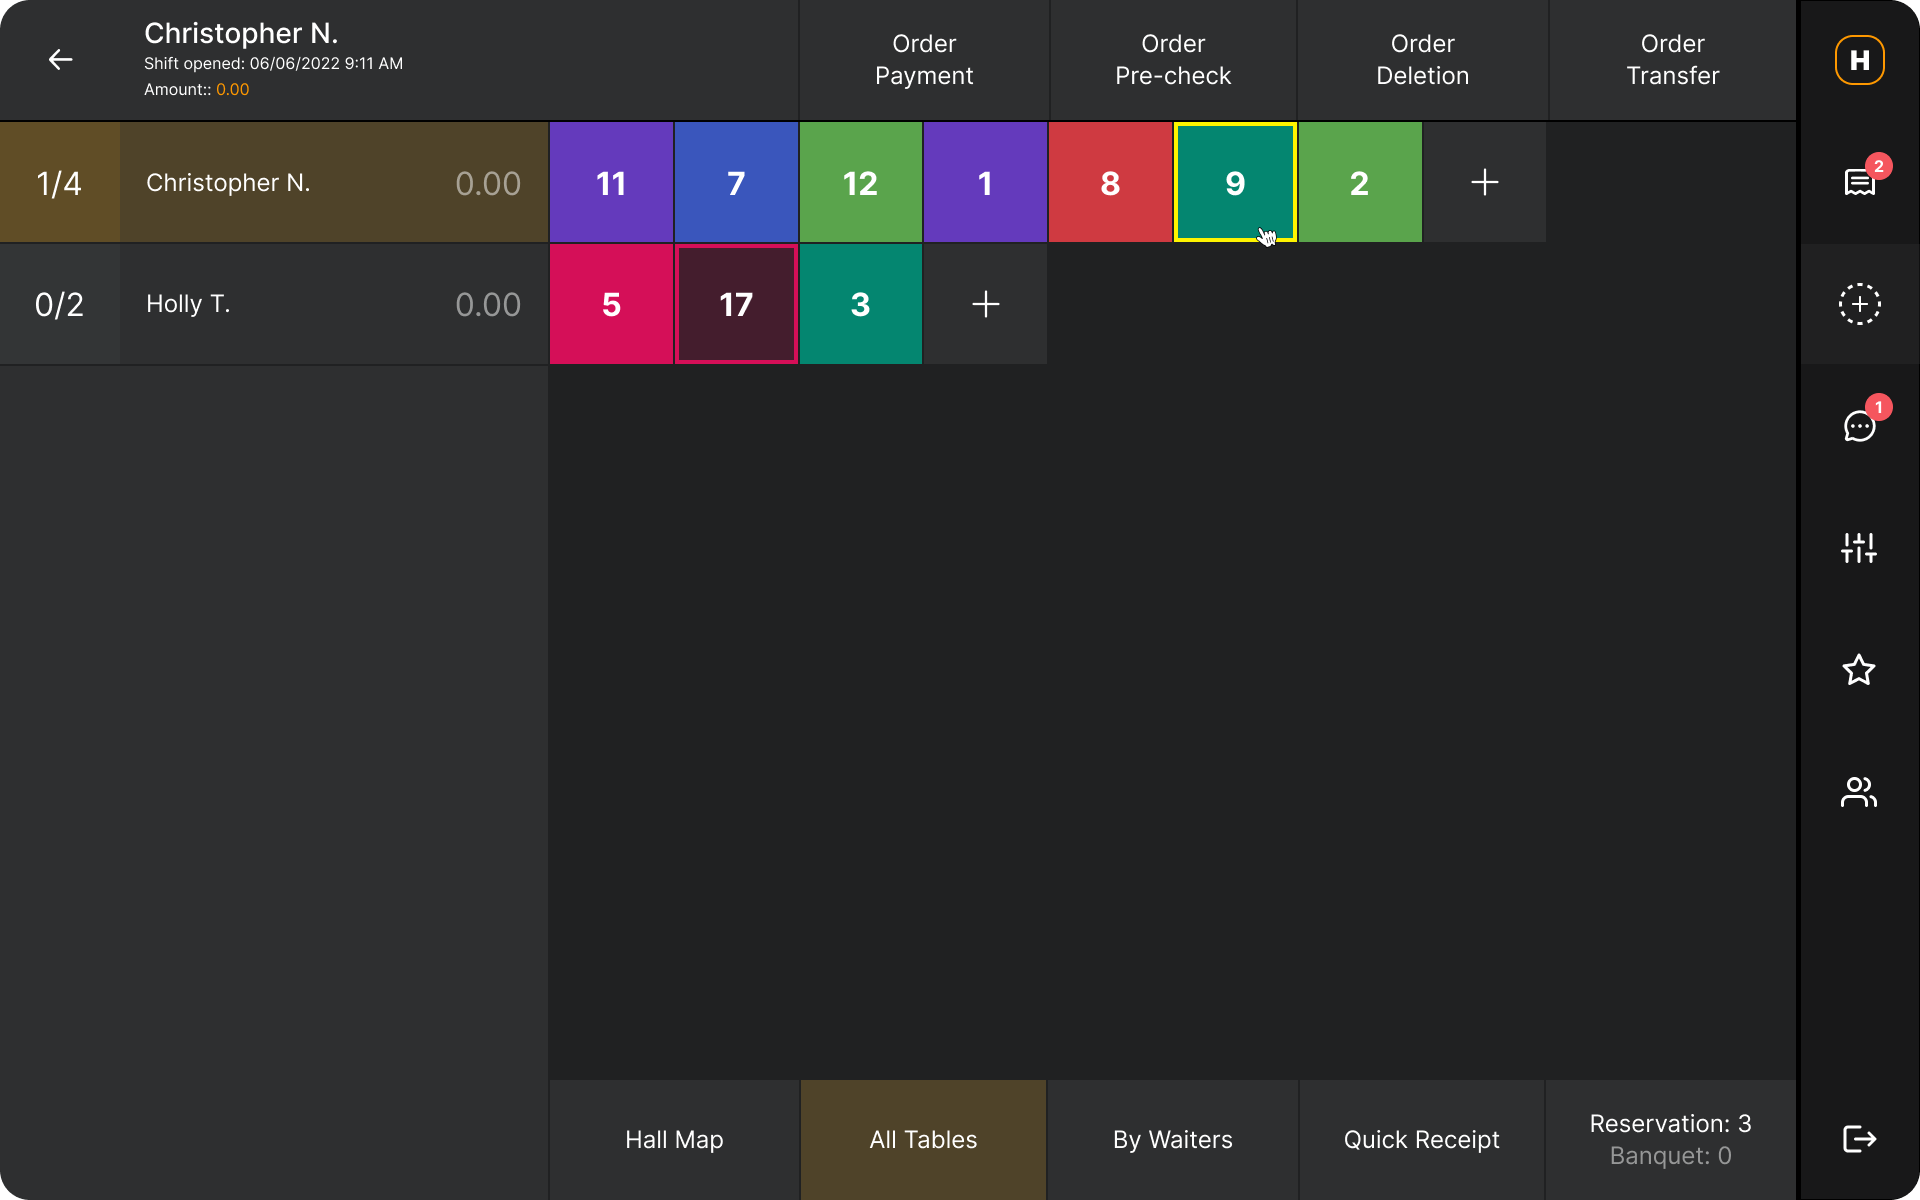 Christopher N.
Shift opened: 06/06/2022 9:11 AM
Amount:: 0.00
Order
Payment
Order
Pre-check
Order
Deletion
Order
Transfer
H
1/4 Christopher N. 0.00 11 7 12 1 8 9 2 +
2
0/2 Holly T. 0.00 5 17 3 +
1
Hall Map
All Tables
By Waiters
Quick Receipt
Reservation: 3
Banquet: 0